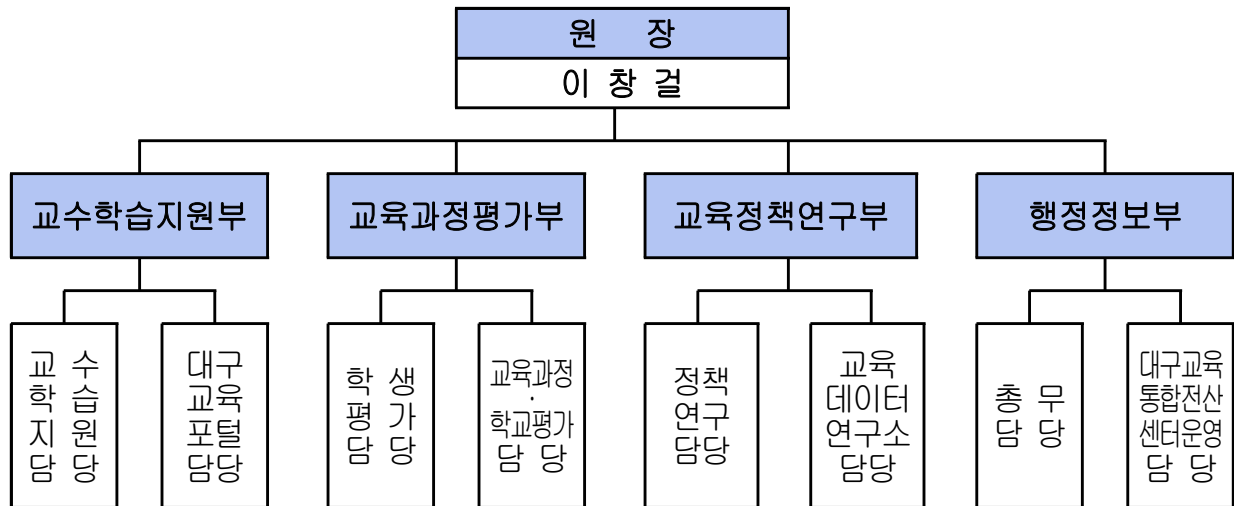 원 장
이 창 걸
교수학습지원부
교육과정평가부
교육정책연구부
행정정보부
교 수
학 습
지 원
담 당
대구
교육
포털
담당
학 생
평 가
담 당
교육과정
·
학교평가
담 당
정책
연구
담당
교육
데이터
연구소
담당
총 무
담 당
대구교육
통합전산
센터운영
담 당